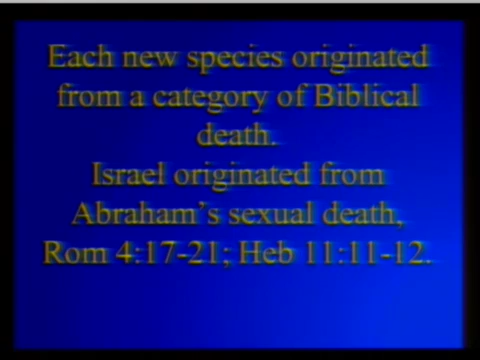 Each new species originated
from a category of Biblical
death.
Israel originated from
Abraham's sexual death,
Rom 4:17-21; Heb 11:11-12.